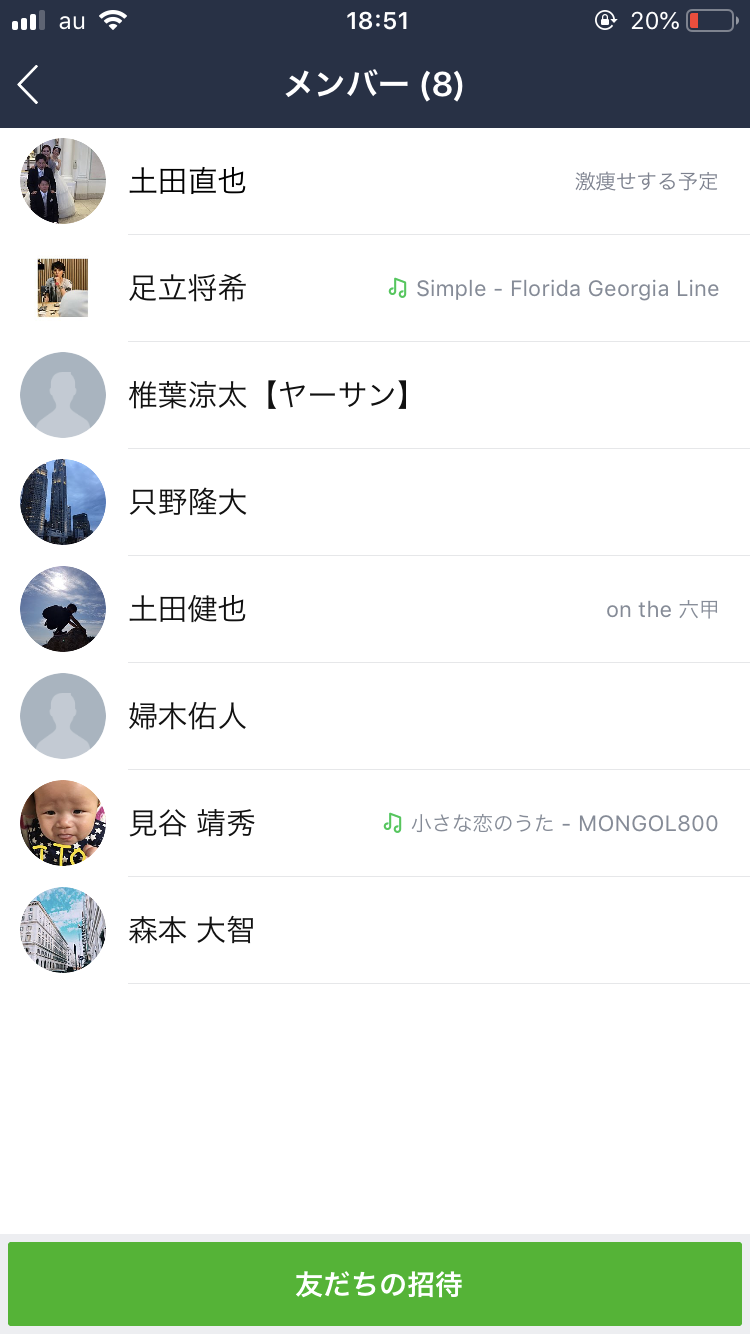 au 18:51 20%
メンバー (8)
土田直也 激痩せする予定
足立将希 Simple - Florida Georgia Line
椎葉涼太【ヤーサン】
只野隆大
土田健也 on the 六甲
婦木佑人
見谷 靖秀 小さな恋のうた - MONGOL800
森本 大智
友だちの招待